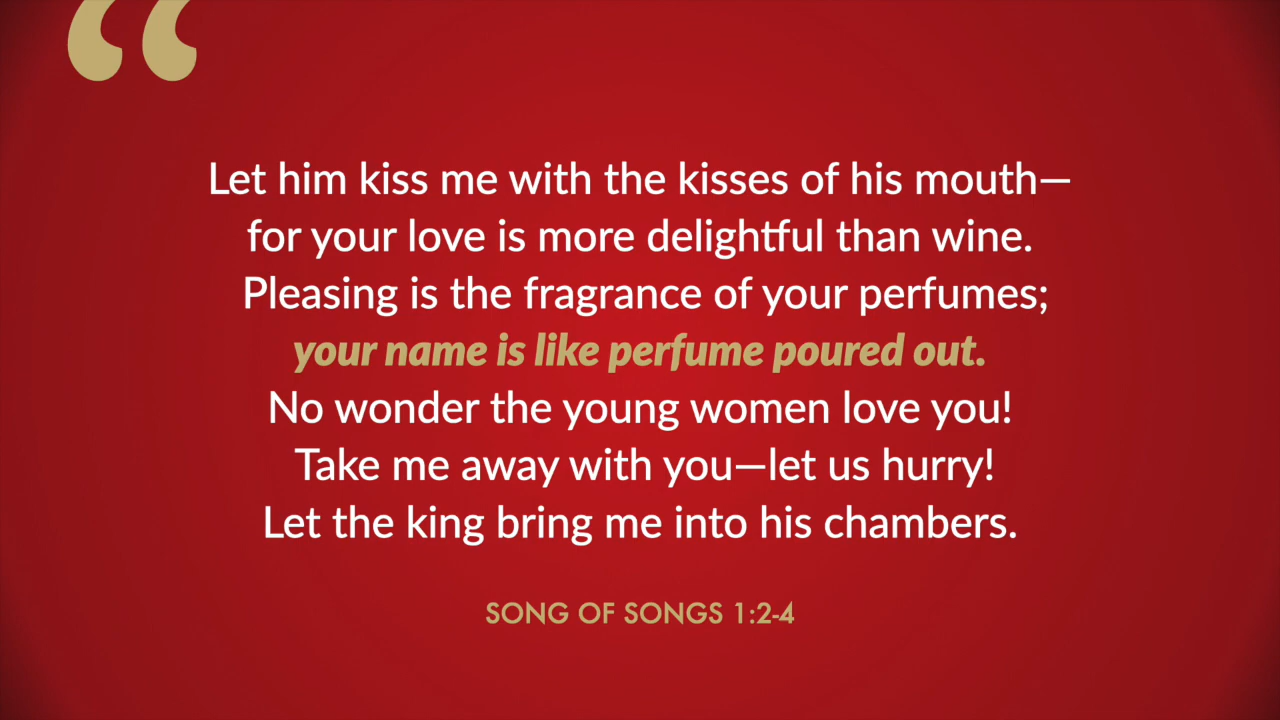 “
Let him kiss me with the kisses of his mouth—
for your love is more delightful than wine.
Pleasing is the fragrance of your perfumes;
your name is like perfume poured out.
No wonder the young women love you!
Take me away with you—let us hurry!
Let the king bring me into his chambers.
SONG OF SONGS 1:2-4